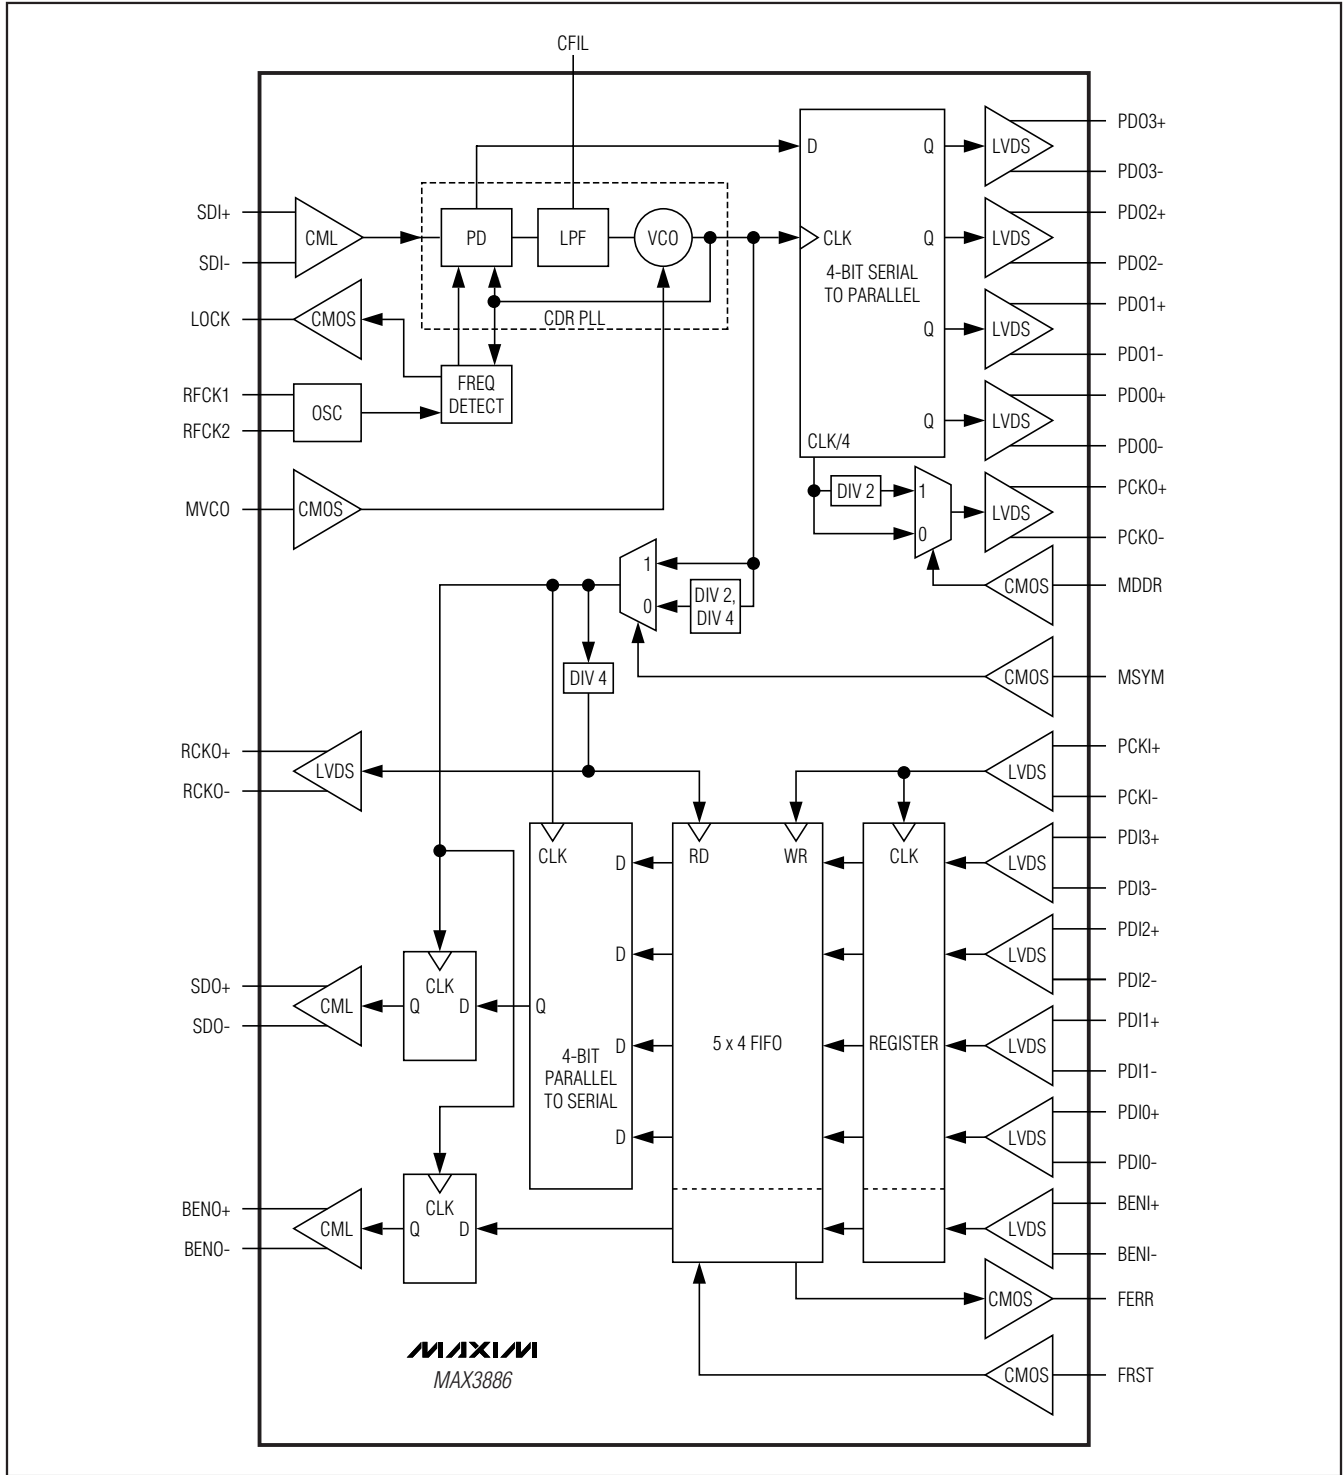 CFIL
SDI+
SDI-
LOCK
RFCK1
RFCK2
MVCO
RCKO+
RCKO-
SDO+
SDO-
BENO+
BENO-
CML
CMOS
OSC
CMOS
PD
LPF
VCO
CDR PLL
FREQ
DETECT
D
Q
CLK
Q
4-BIT SERIAL
TO PARALLEL
Q
Q
CLK/4
LVDS
LVDS
LVDS
LVDS
DIV 2
1
0
LVDS
CMOS
CMOS
1
0
DIV 2,
DIV 4
DIV 4
LVDS
LVDS
CLK
D
D
Q
D
4-BIT
PARALLEL
TO SERIAL
D
RD
WR
5 x 4 FIFO
CLK
REGISTER
LVDS
LVDS
LVDS
LVDS
LVDS
CLK
Q
D
CML
CLK
Q
D
CML
CMOS
CMOS
PDO3+
PDO3-
PDO2+
PDO2-
PDO1+
PDO1-
PDO0+
PDO0-
PCKO+
PCKO-
MDDR
MSYM
PCKI+
PCKI-
PDI3+
PDI3-
PDI2+
PDI2-
PDI1+
PDI1-
PDI0+
PDI0-
BENI+
BENI-
FERR
FRST
MAXIM
MAX3886